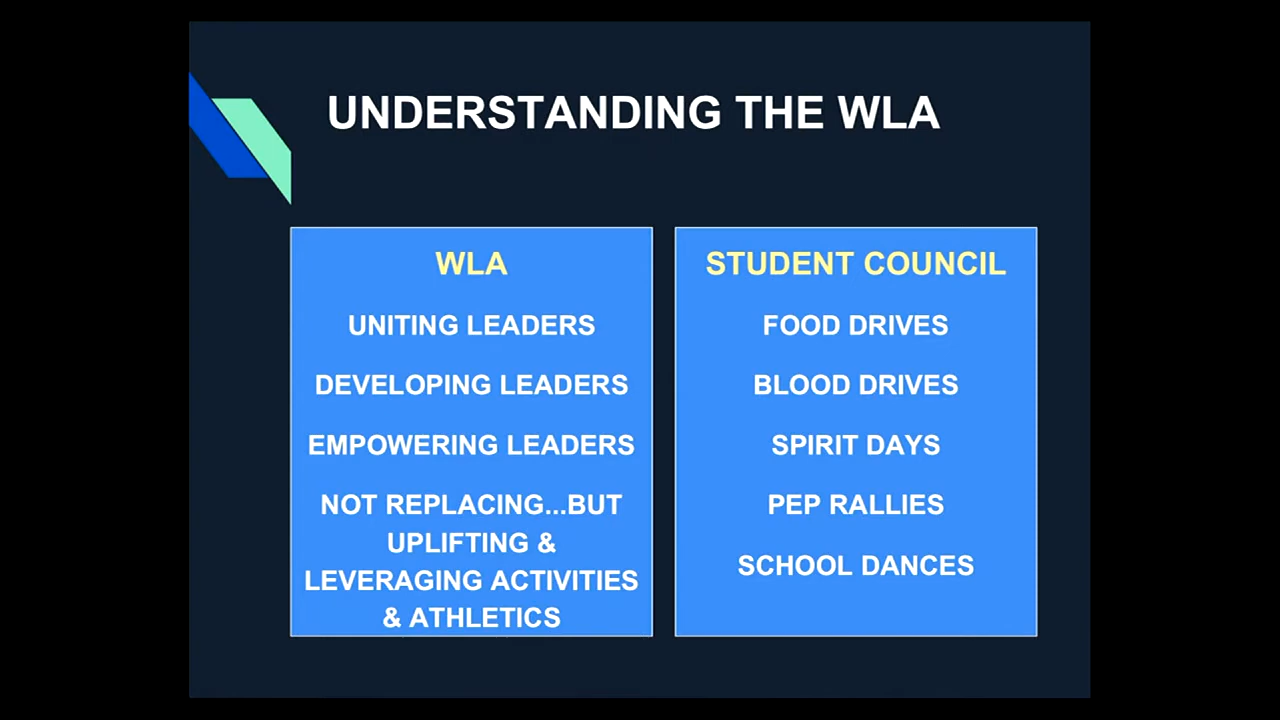 UNDERSTANDING THE WLA
WLA
UNITING LEADERS
DEVELOPING LEADERS
EMPOWERING LEADERS
NOT REPLACING...BUT
UPLIFTING &
LEVERAGING ACTIVITIES
& ATHLETICS
STUDENT COUNCIL
FOOD DRIVES
BLOOD DRIVES
SPIRIT DAYS
PEP RALLIES
SCHOOL DANCES